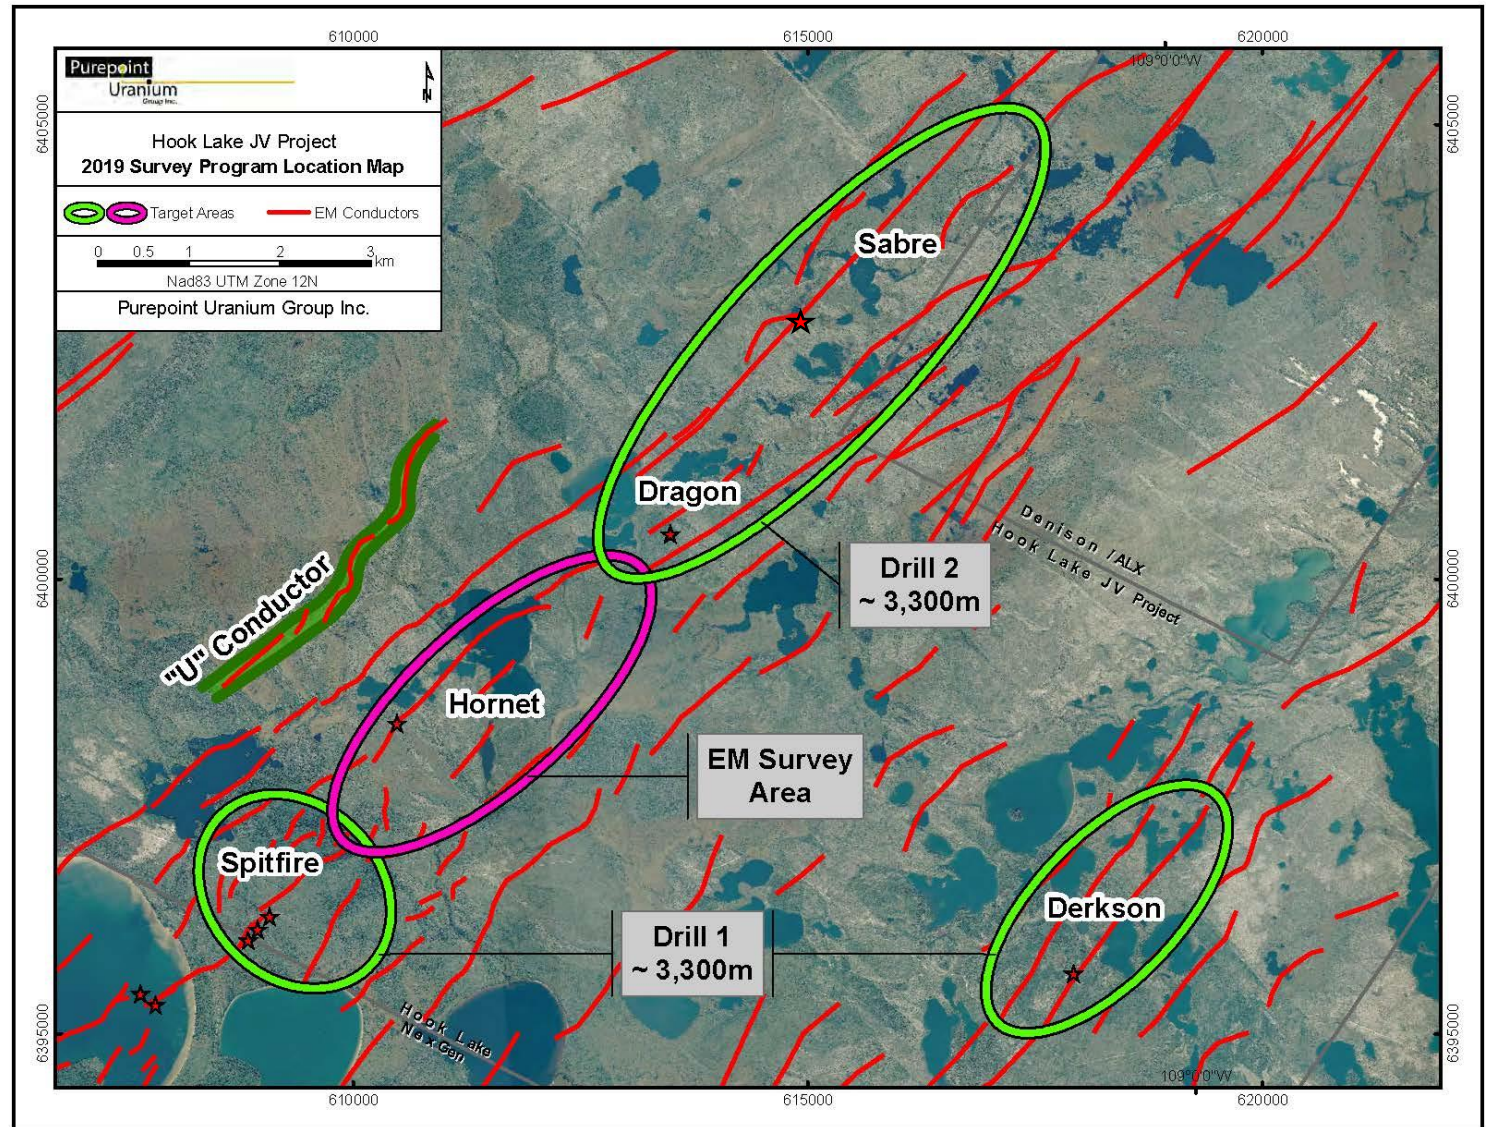 610000
615000
620000
109°0'0"W
Purepoint
Uranium
Group Inc.
N
Hook Lake JV Project
2019 Survey Program Location Map
Target Areas
EM Conductors
0 0.5 1 2 3 km
Nad83 UTM Zone 12N
Purepoint Uranium Group Inc.
6405000
6405000
Sabre
Dragon
Denison /ALX
Hook Lake JV Project
Drill 2
~ 3,300m
6400000
6400000
"U" Conductor
Hornet
EM Survey
Area
Spitfire
Derkson
Drill 1
~ 3,300m
Hook Lake
NexGen
6395000
6395000
109°0'0"W
610000
615000
620000